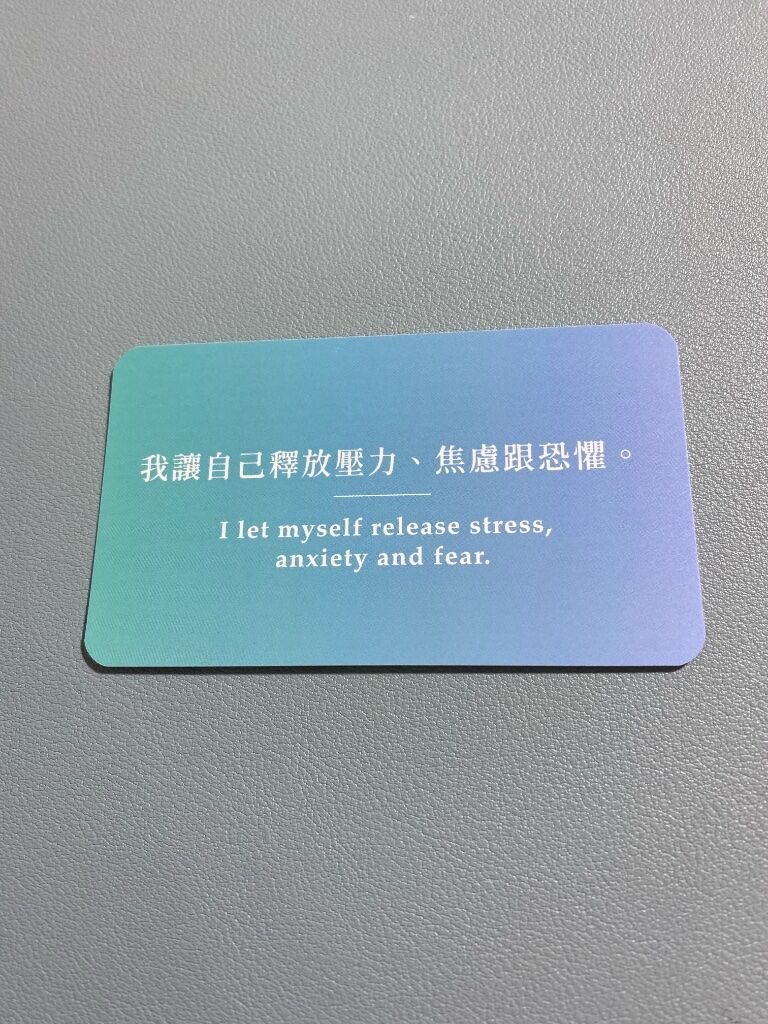 我讓自己釋放壓力、焦慮跟恐懼。
I let myself release stress,
anxiety and fear.